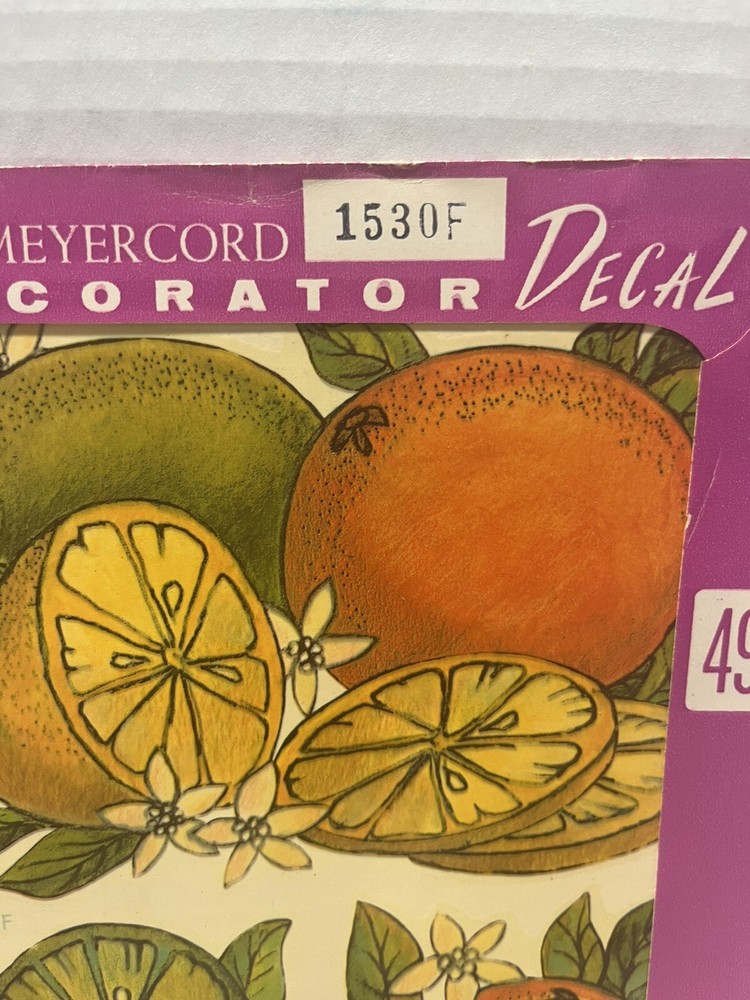 MEYERCORD 1530F
CORATOR DECAL
49
F